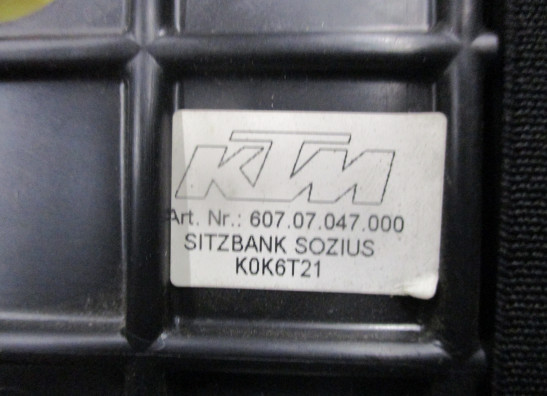 KTM
Art. Nr.: 607.07.047.000
SITZBANK SOZIUS
K0K6T21